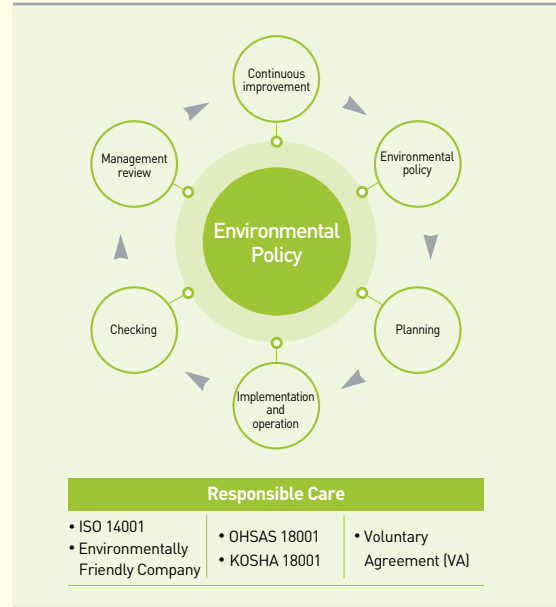 Continuous
improvement
Management
review
Environmental
policy
Environmental
Policy
Checking
Planning
Implementation
and
operation
Responsible Care
• ISO 14001
• Environmentally
Friendly Company
• OHSAS 18001
• KOSHA 18001
• Voluntary
Agreement (VA)